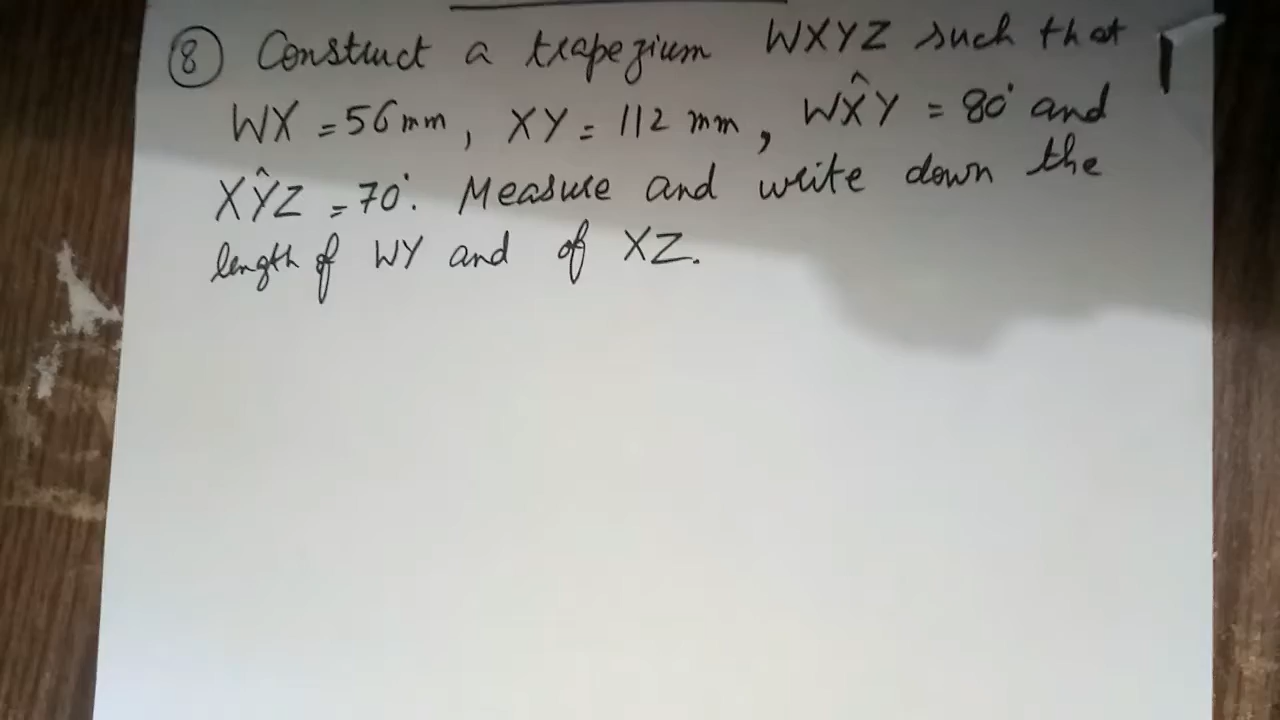 8 Construct a trapezium WXYZ such that
WX = 56 mm, XY = 112 mm, WX̂Y = 80° and
XŶZ = 70°. Measure and write down the
length of WY and of XZ.